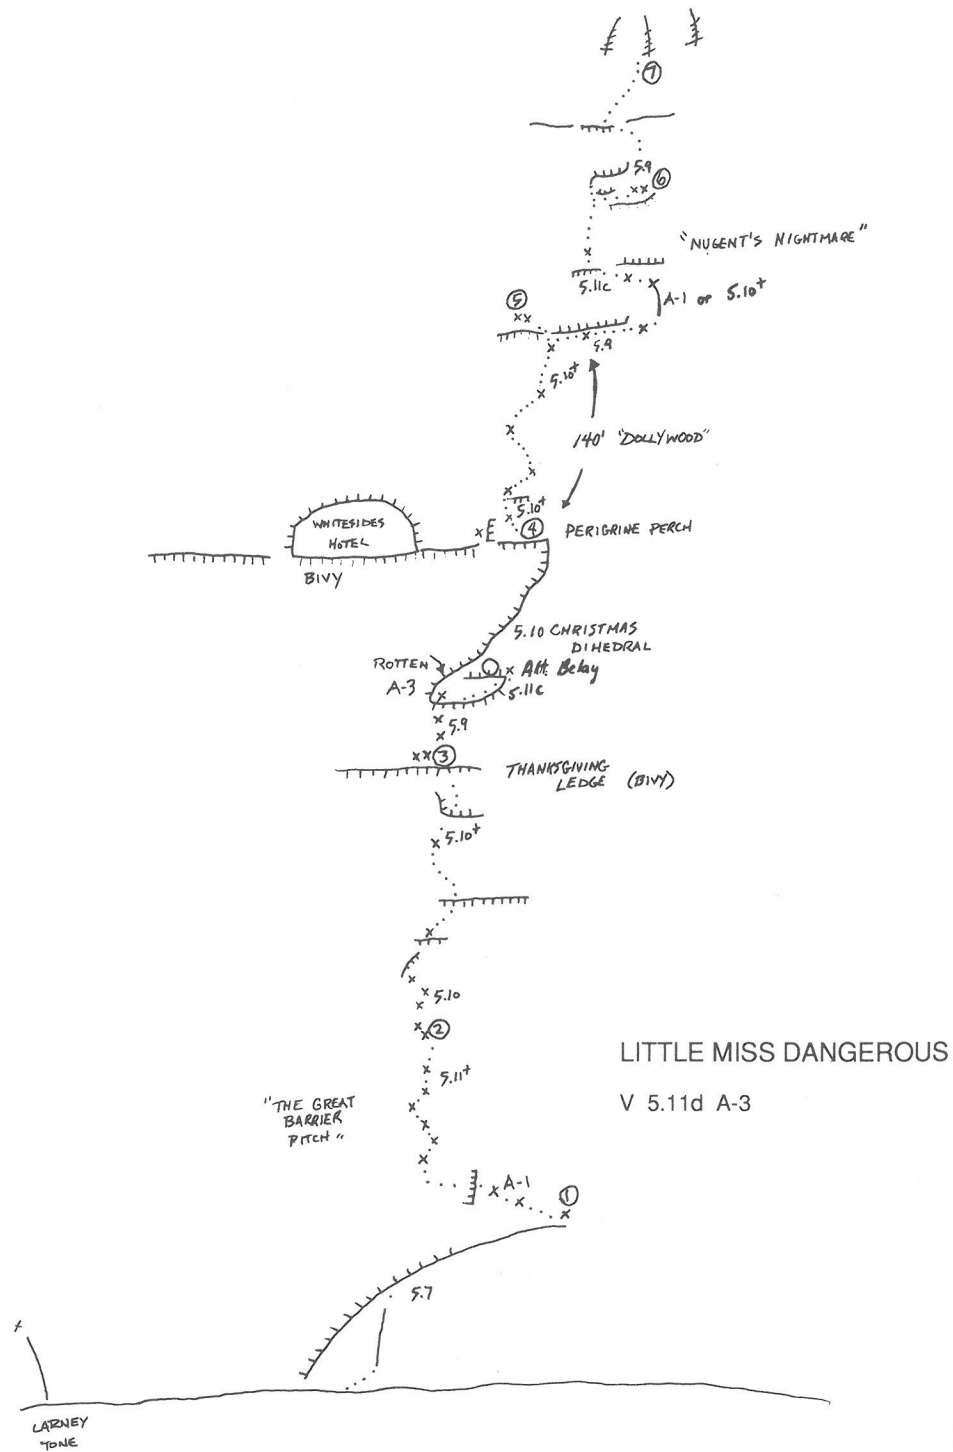 7
5.9
6
"NUGENT'S NIGHTMARE"
5.11c
A-1 or 5.10+
5
5.9
5.10+
140' "DOLLYWOOD"
5.10+
WHITESIDES
HOTEL
E
4
PERIGRINE PERCH
BIVY
5.10 CHRISTMAS
DIHEDRAL
ROTTEN
Alt. Belay
A-3
5.11c
5.9
3
THANKSGIVING
LEDGE (BIVY)
5.10+
5.10
2
LITTLE MISS DANGEROUS
5.11+
V 5.11d A-3
"THE GREAT
BARRIER
PITCH"
A-1
1
5.7
LARNEY
TONE